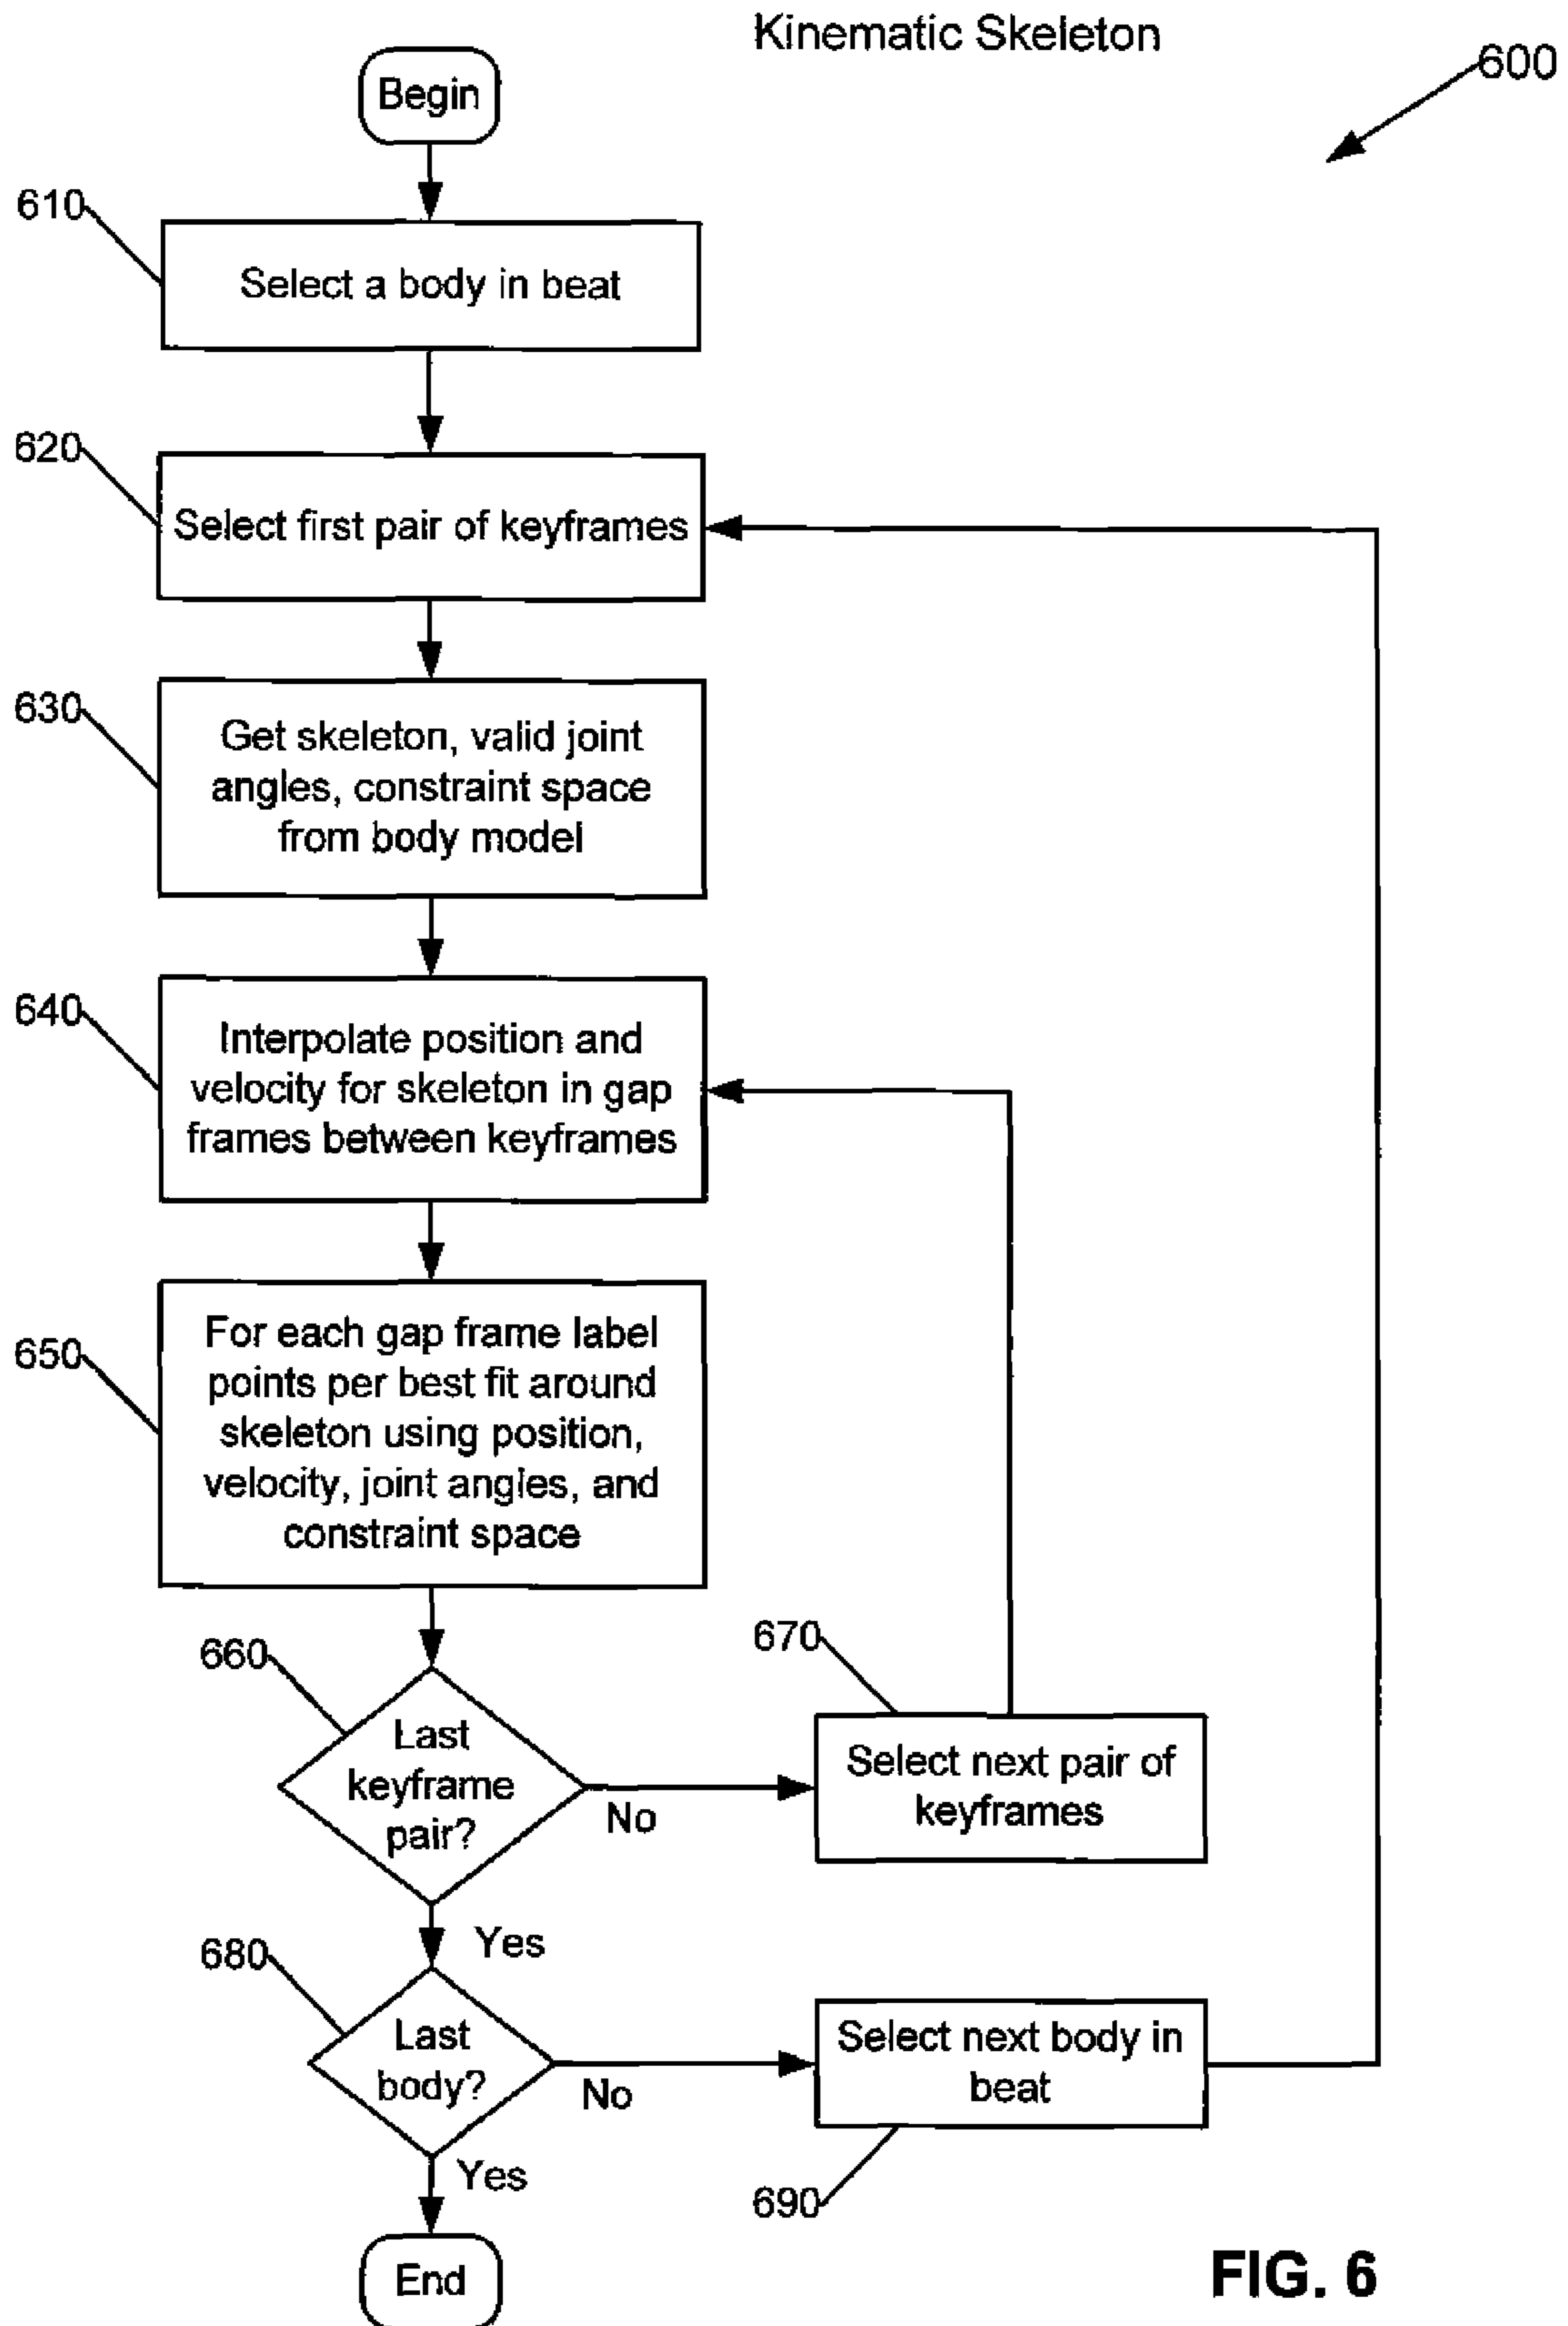 Kinematic Skeleton
600
Begin
610
Select a body in beat
620
Select first pair of keyframes
630
Get skeleton, valid joint
angles, constraint space
from body model
640
Interpolate position and
velocity for skeleton in gap
frames between keyframes
650
For each gap frame label
points per best fit around
skeleton using position,
velocity, joint angles, and
constraint space
660
Last
keyframe
pair?
No
670
Select next pair of
keyframes
Yes
680
Last
body?
No
Select next body in
beat
690
Yes
End
FIG. 6